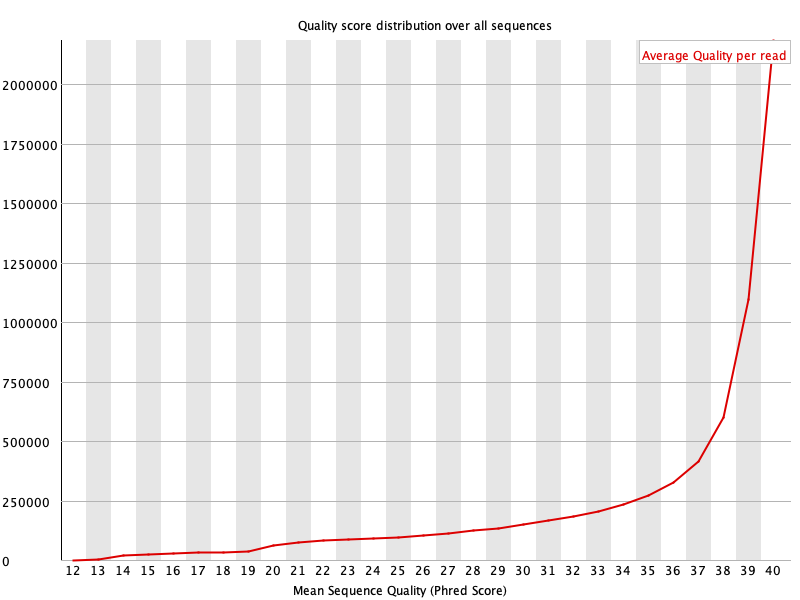 Quality score distribution over all sequences
Average Quality per read
2000000
1750000
1500000
1250000
1000000
750000
500000
250000
0
12 13 14 15 16 17 18 19 20 21 22 23 24 25 26 27 28 29 30 31 32 33 34 35 36 37 38 39 40
Mean Sequence Quality (Phred Score)